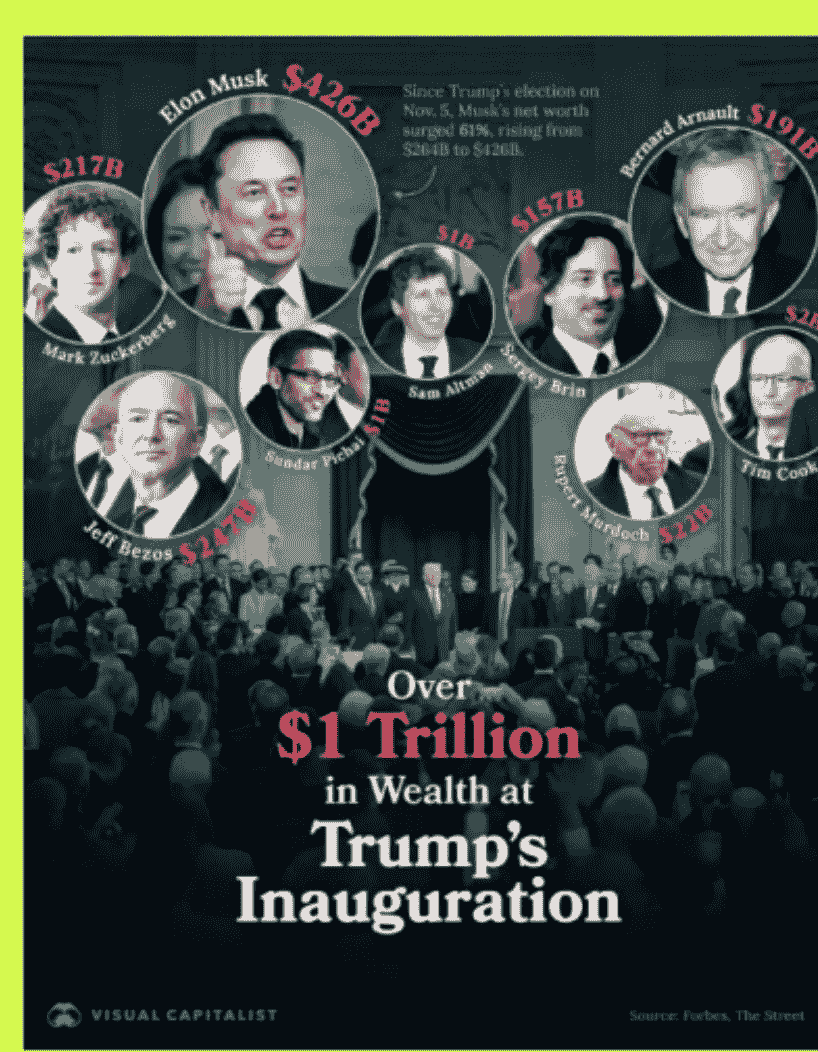 Elon Musk $426B
Since Trump's election on
Nov. 5, Musk's net worth
surged 61%, rising from
$264B to $426B.
Bernard Arnault $191B
$217B
Mark Zuckerberg
$157B
Sergey Brin
$1B
Sam Altman
Tim Cook
Sundar Pichai $1B
Rupert Murdoch $22B
Jeff Bezos
Over
$1 Trillion
in Wealth at
Trump's
Inauguration
VISUAL CAPITALIST
Source: Forbes, The Street